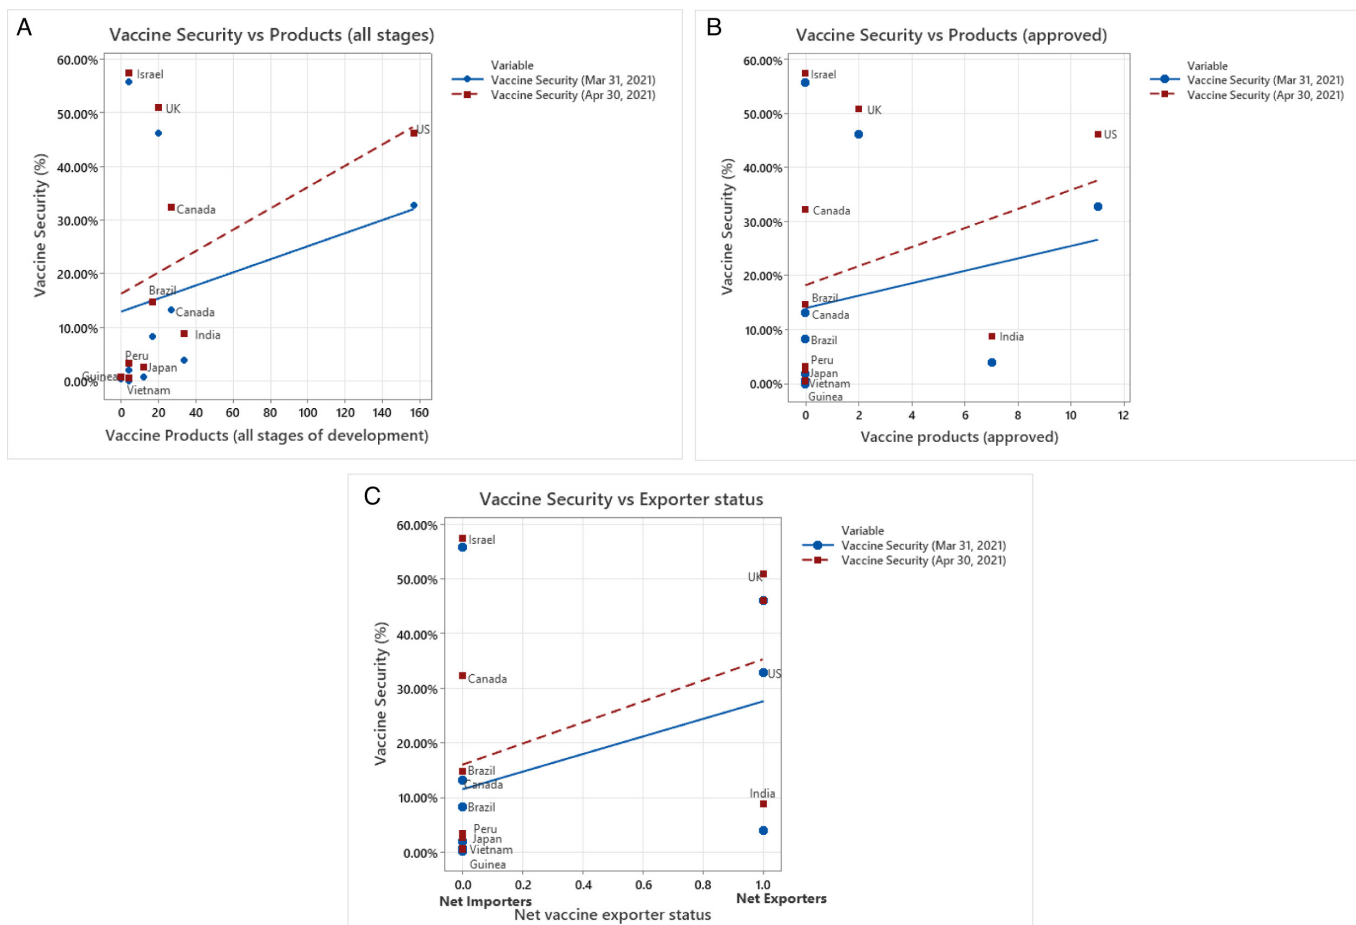 A
Vaccine Security vs Products (all stages)
Variable
Vaccine Security (Mar 31, 2021)
Vaccine Security (Apr 30, 2021)
Vaccine Security (%)
60.00%
50.00%
40.00%
30.00%
20.00%
10.00%
0.00%
Israel
UK
US
Canada
Brazil
Canada
India
Peru
Japan
Guinea
Vietnam
0 20 40 60 80 100 120 140 160
Vaccine Products (all stages of development)
B
Vaccine Security vs Products (approved)
Variable
Vaccine Security (Mar 31, 2021)
Vaccine Security (Apr 30, 2021)
Vaccine Security (%)
60.00%
50.00%
40.00%
30.00%
20.00%
10.00%
0.00%
Israel
UK
US
Canada
Brazil
Canada
Brazil
India
Peru
Japan
Vietnam
Guinea
0 2 4 6 8 10 12
Vaccine products (approved)
C
Vaccine Security vs Exporter status
Variable
Vaccine Security (Mar 31, 2021)
Vaccine Security (Apr 30, 2021)
Vaccine Security (%)
60.00%
50.00%
40.00%
30.00%
20.00%
10.00%
0.00%
Israel
UK
Canada
US
Brazil
Canada
Brazil
India
Peru
Japan
Vietnam
Guinea
0.0 0.2 0.4 0.6 0.8 1.0
Net Importers Net Exporters
Net vaccine exporter status